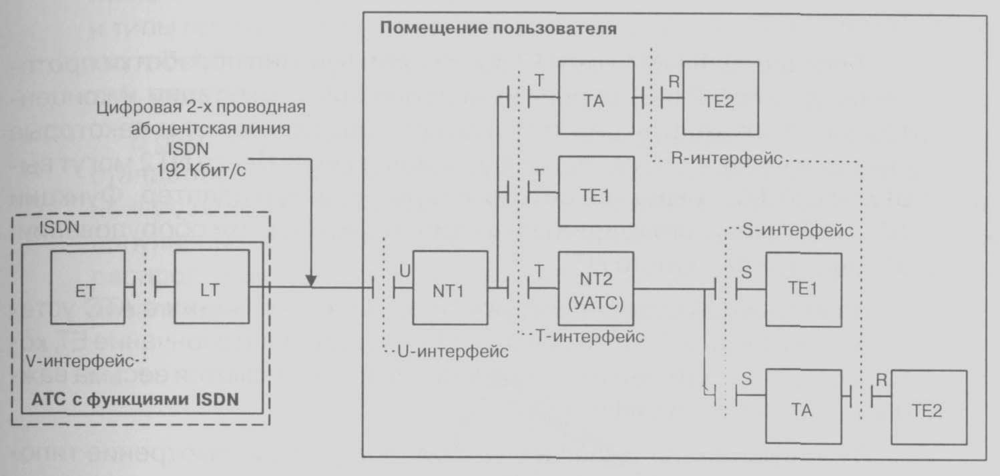 Помещение пользователя
Цифровая 2-х проводная
абонентская линия
ISDN
192 Кбит/с
T
TA
R
TE2
R-интерфейс
T
TE1
ISDN
S-интерфейс
ET
LT
U
NT1
T
NT2
(УАТС)
S
TE1
T-интерфейс
U-интерфейс
V-интерфейс
АТС с функциями ISDN
S
TA
R
TE2